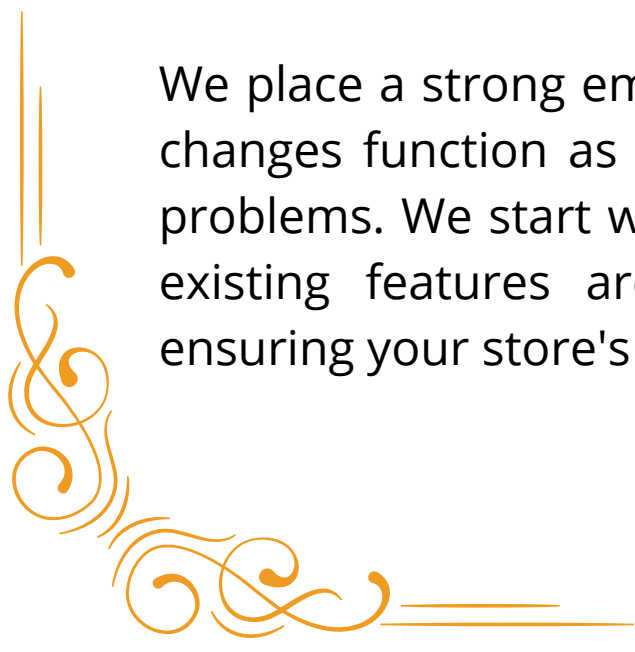 We place a strong
changes function as
problems. We start
existing features
ensuring your store's